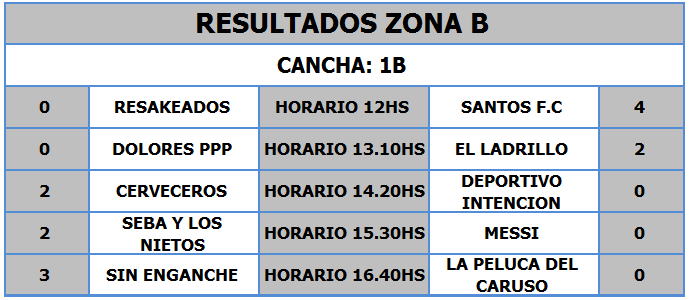 RESULTADOS ZONA B
CANCHA: 1B
0 RESAKEADOS HORARIO 12HS SANTOS F.C 4
0 DOLORES PPP HORARIO 13.10HS EL LADRILLO 2
2 CERVECEROS HORARIO 14.20HS DEPORTIVO INTENCION 0
2 SEBA Y LOS NIETOS HORARIO 15.30HS MESSI 0
3 SIN ENGANCHE HORARIO 16.40HS LA PELUCA DEL CARUSO 0